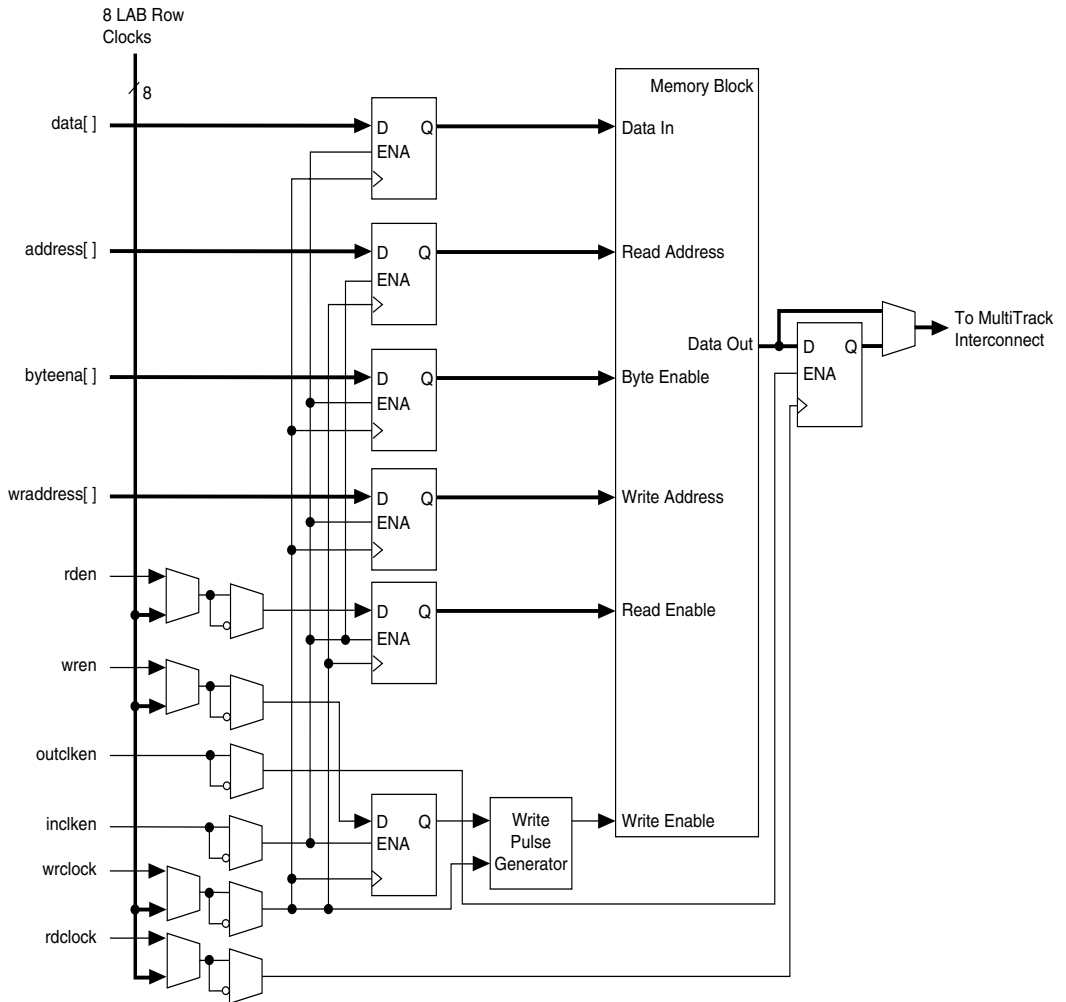 8 LAB Row
Clocks
8
Memory Block
data[ ]
D Q
ENA
Data In
address[ ]
D Q
ENA
Read Address
To MultiTrack
Interconnect
Data Out
D Q
ENA
byteena[ ]
D Q
ENA
Byte Enable
wraddress[ ]
D Q
ENA
Write Address
rden
D Q
ENA
Read Enable
wren
outclken
inclken
D Q
ENA
Write
Pulse
Generator
Write Enable
wrclock
rdclock